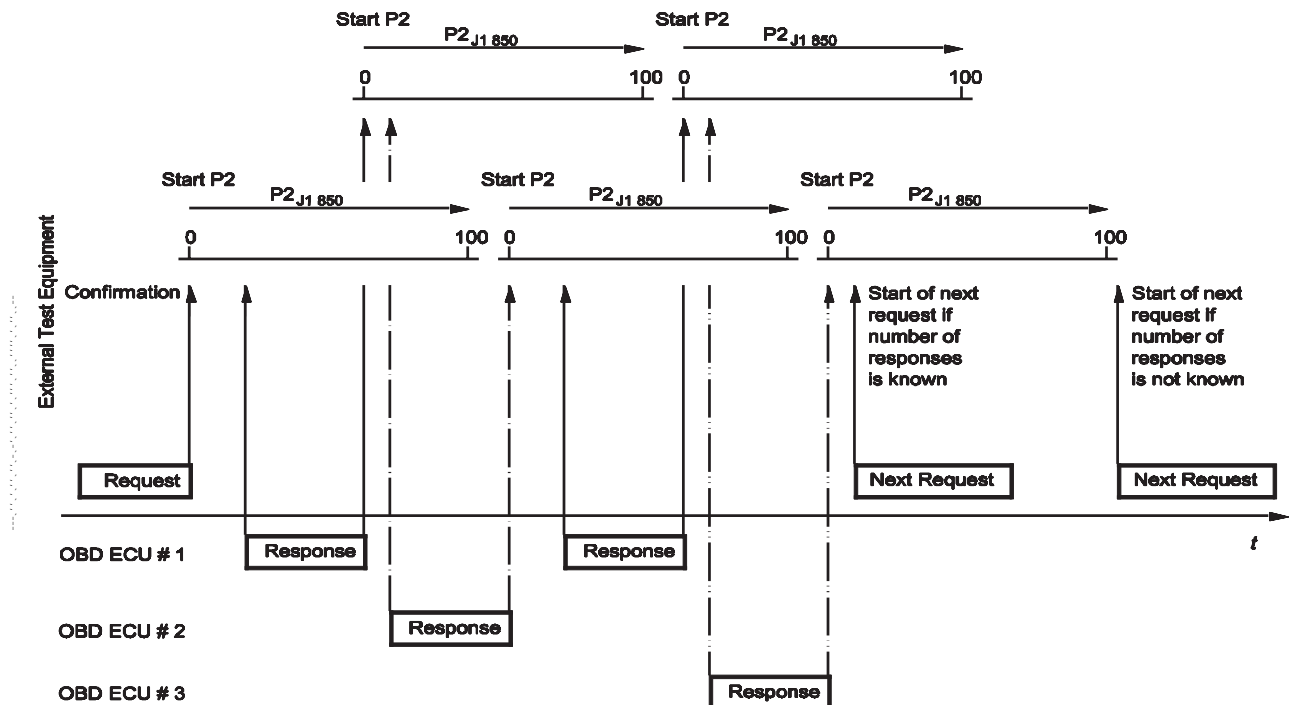 Start P2
P2J1 850
Start P2
P2J1 850
0
100
0
100
Start P2
P2J1 850
Start P2
P2J1 850
Start P2
P2J1 850
0
100
0
100
0
100
External Test Equipment
Confirmation
Start of next
request if
number of
responses
is known
Start of next
request if
number of
responses
is not known
Request
Next Request
Next Request
t
OBD ECU # 1
Response
Response
OBD ECU # 2
Response
OBD ECU # 3
Response